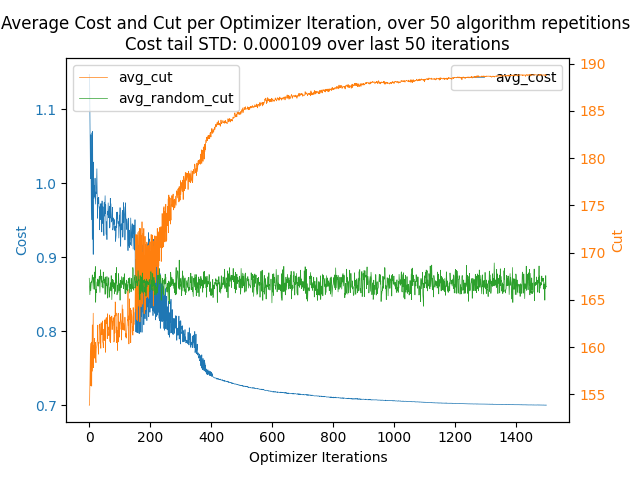 Average Cost and Cut per Optimizer Iteration, over 50 algorithm repetitions
Cost tail STD: 0.000109 over last 50 iterations
avg_cut
avg_random_cut
avg_cost
Cost
1.1
1.0
0.9
0.8
0.7
Cut
190
185
180
175
170
165
160
155
0 200 400 600 800 1000 1200 1400
Optimizer Iterations